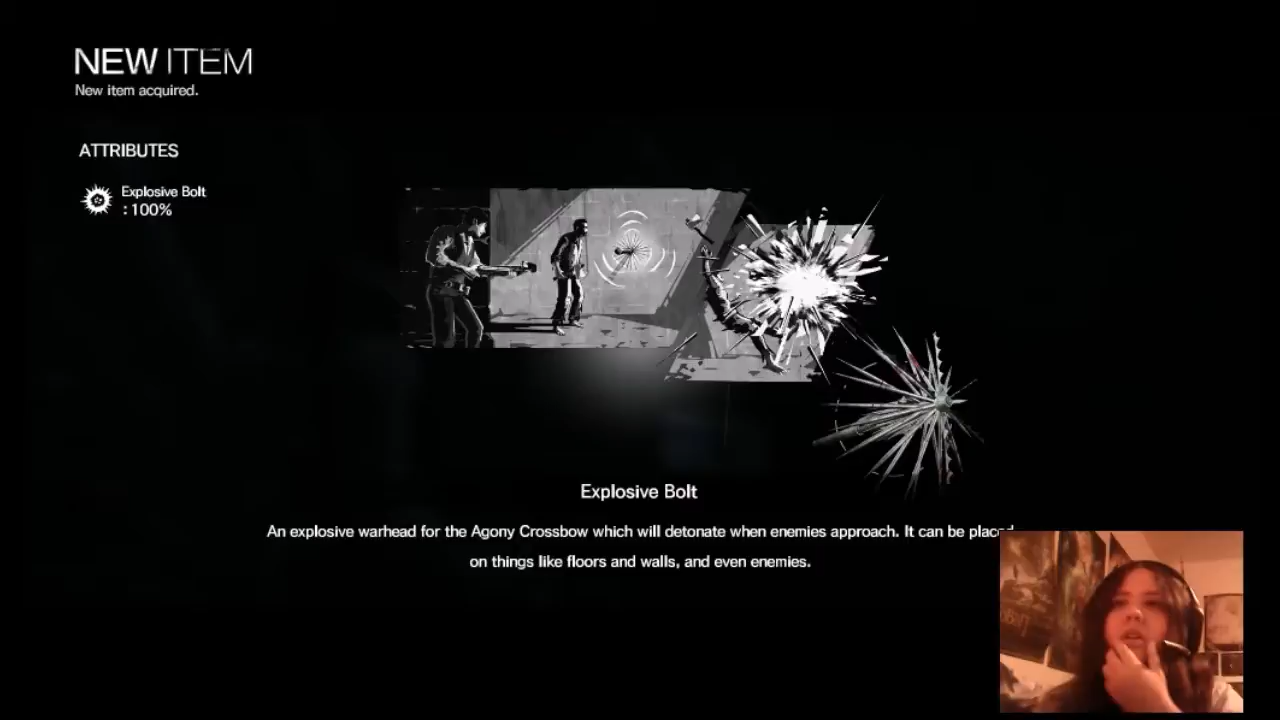 NEW ITEM
New item acquired.
ATTRIBUTES
Explosive Bolt
: 100%
Explosive Bolt
An explosive warhead for the Agony Crossbow which will detonate when enemies approach. It can be placed
on things like floors and walls, and even enemies.